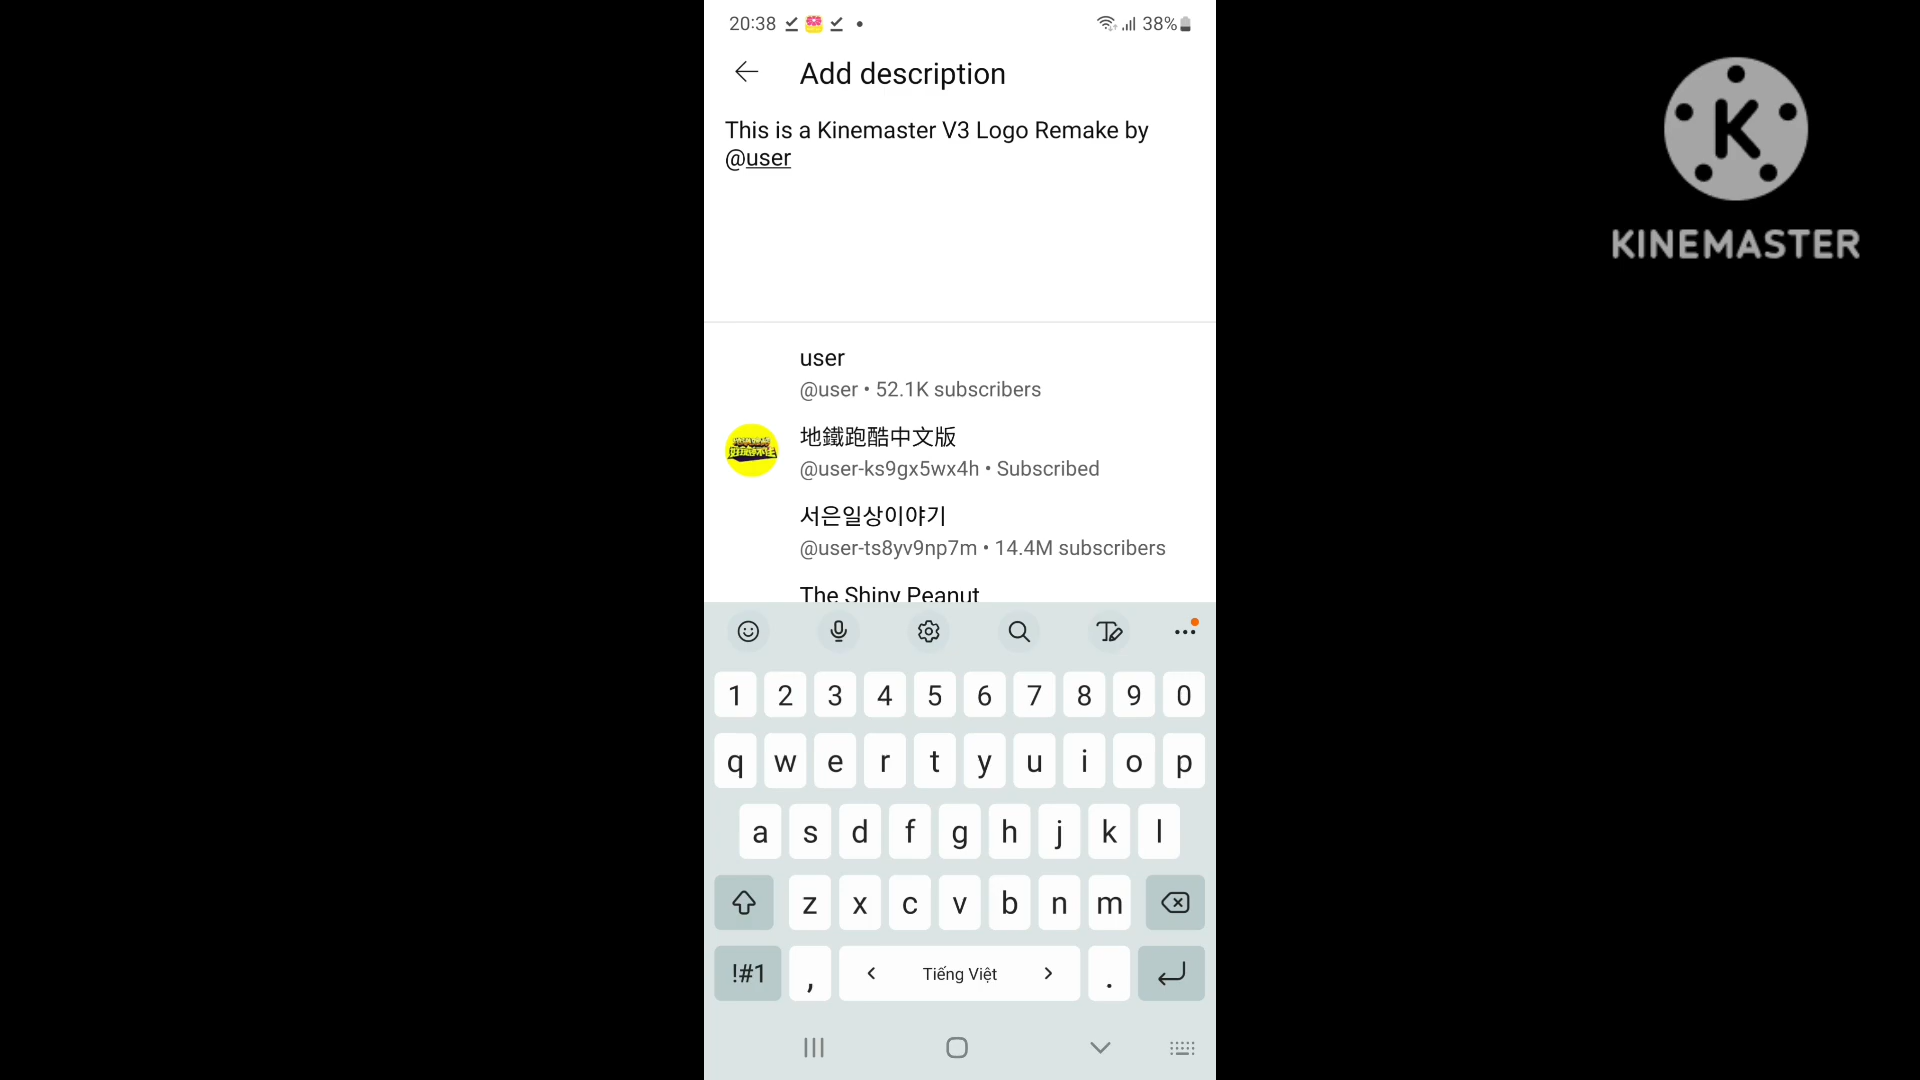 20:38
38%
Add description
This is a Kinemaster V3 Logo Remake by
@user
user
@user • 52.1K subscribers
地鐵跑酷中文版
@user-ks9gx5wx4h • Subscribed
서은일상이야기
@user-ts8yv9np7m • 14.4M subscribers
The Shiny Peanut
1 2 3 4 5 6 7 8 9 0
q w e r t y u i o p
a s d f g h j k l
z x c v b n m
!#1 , < Tiếng Việt > .
K
KINEMASTER